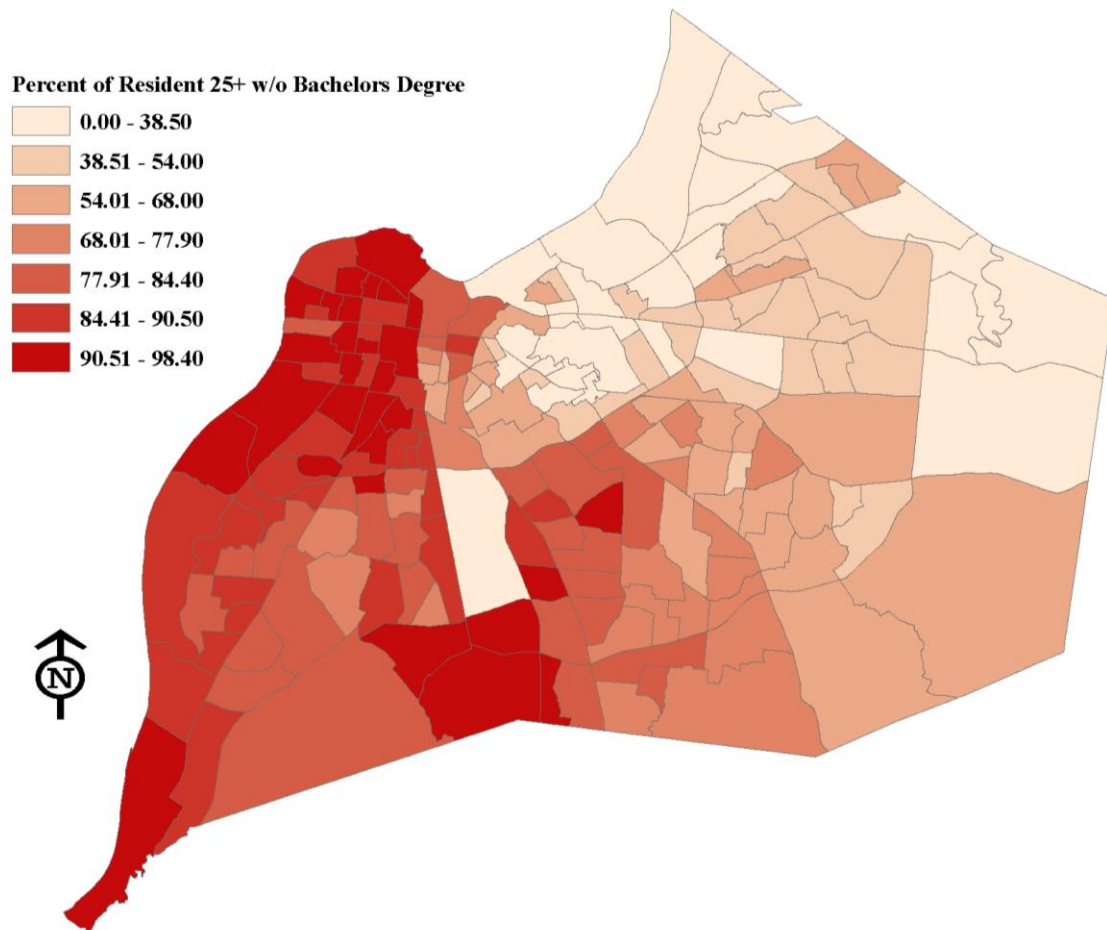 Percent of Resident 25+ w/o Bachelors Degree
0.00 - 38.50
38.51 - 54.00
54.01 - 68.00
68.01 - 77.90
77.91 - 84.40
84.41 - 90.50
90.51 - 98.40
N